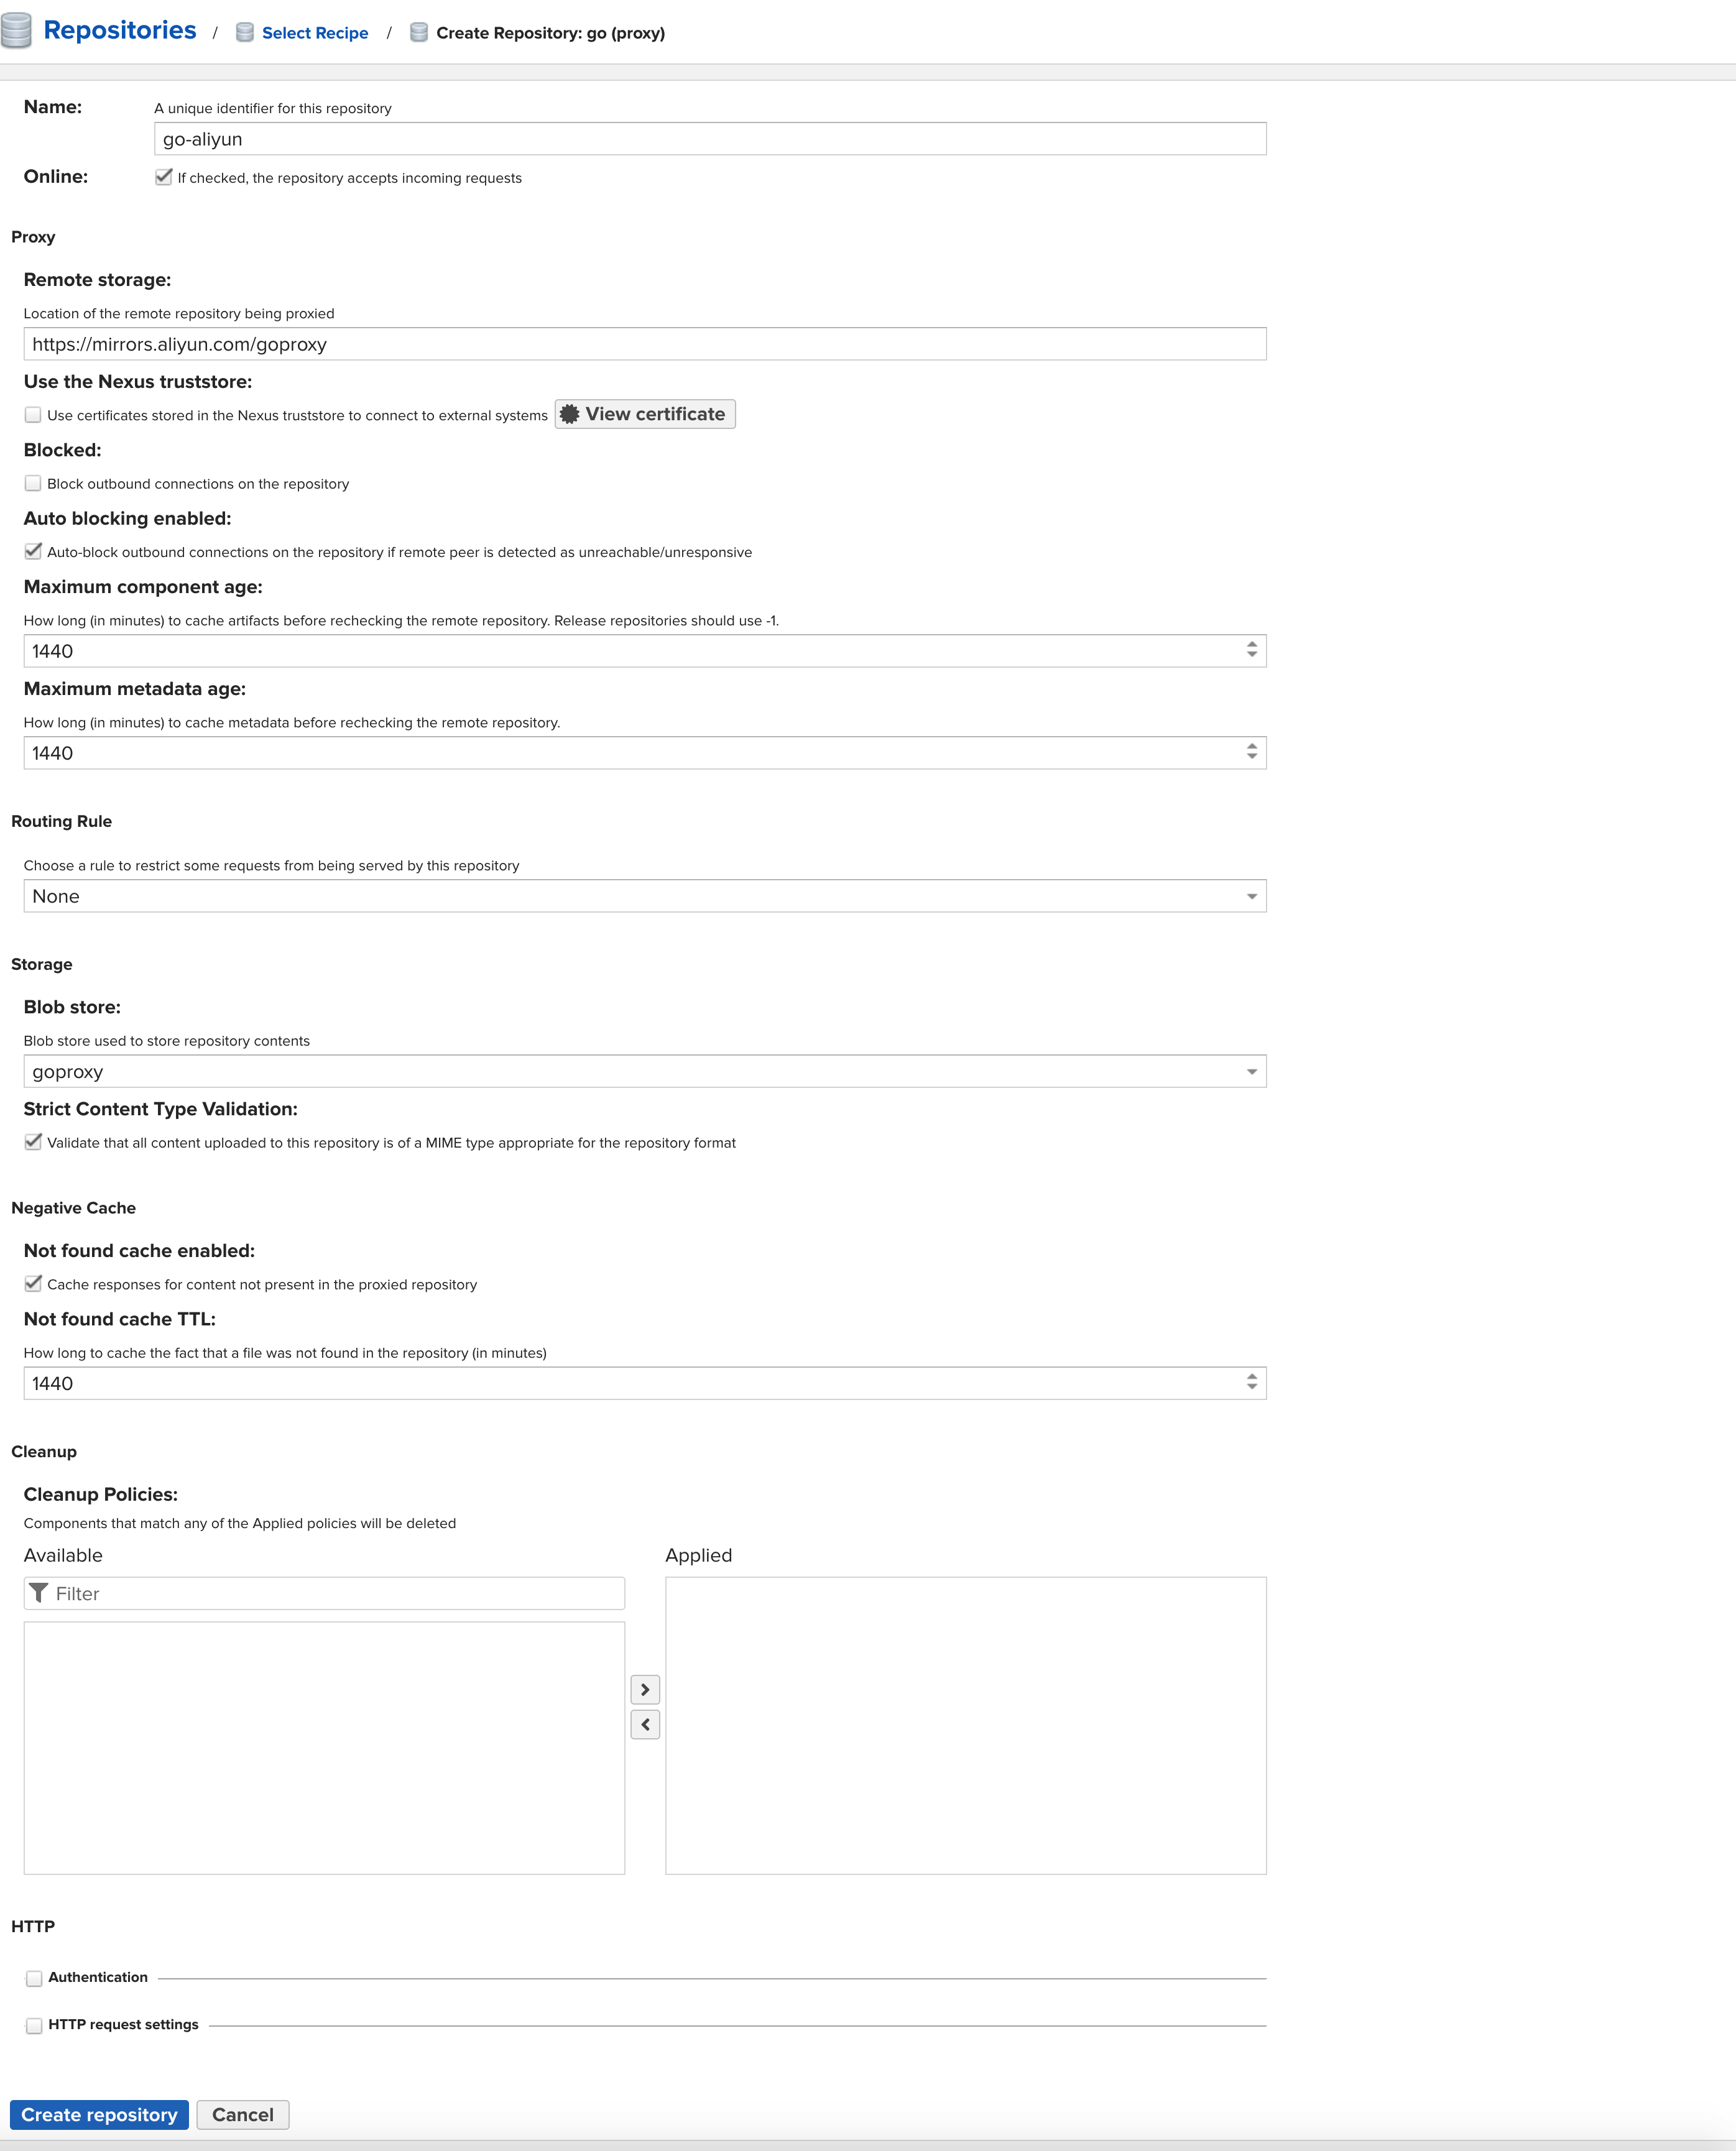 Repositories / Select Recipe / Create Repository: go (proxy)
Name: A unique identifier for this repository
go-aliyun
Online: If checked, the repository accepts incoming requests
Proxy
Remote storage:
Location of the remote repository being proxied
https://mirrors.aliyun.com/goproxy
Use the Nexus truststore:
Use certificates stored in the Nexus truststore to connect to external systems View certificate
Blocked:
Block outbound connections on the repository
Auto blocking enabled:
Auto-block outbound connections on the repository if remote peer is detected as unreachable/unresponsive
Maximum component age:
How long (in minutes) to cache artifacts before rechecking the remote repository. Release repositories should use -1.
1440
Maximum metadata age:
How long (in minutes) to cache metadata before rechecking the remote repository.
1440
Routing Rule
Choose a rule to restrict some requests from being served by this repository
None
Storage
Blob store:
Blob store used to store repository contents
goproxy
Strict Content Type Validation:
Validate that all content uploaded to this repository is of a MIME type appropriate for the repository format
Negative Cache
Not found cache enabled:
Cache responses for content not present in the proxied repository
Not found cache TTL:
How long to cache the fact that a file was not found in the repository (in minutes)
1440
Cleanup
Cleanup Policies:
Components that match any of the Applied policies will be deleted
Available Applied
Filter
HTTP
Authentication
HTTP request settings
Create repository Cancel